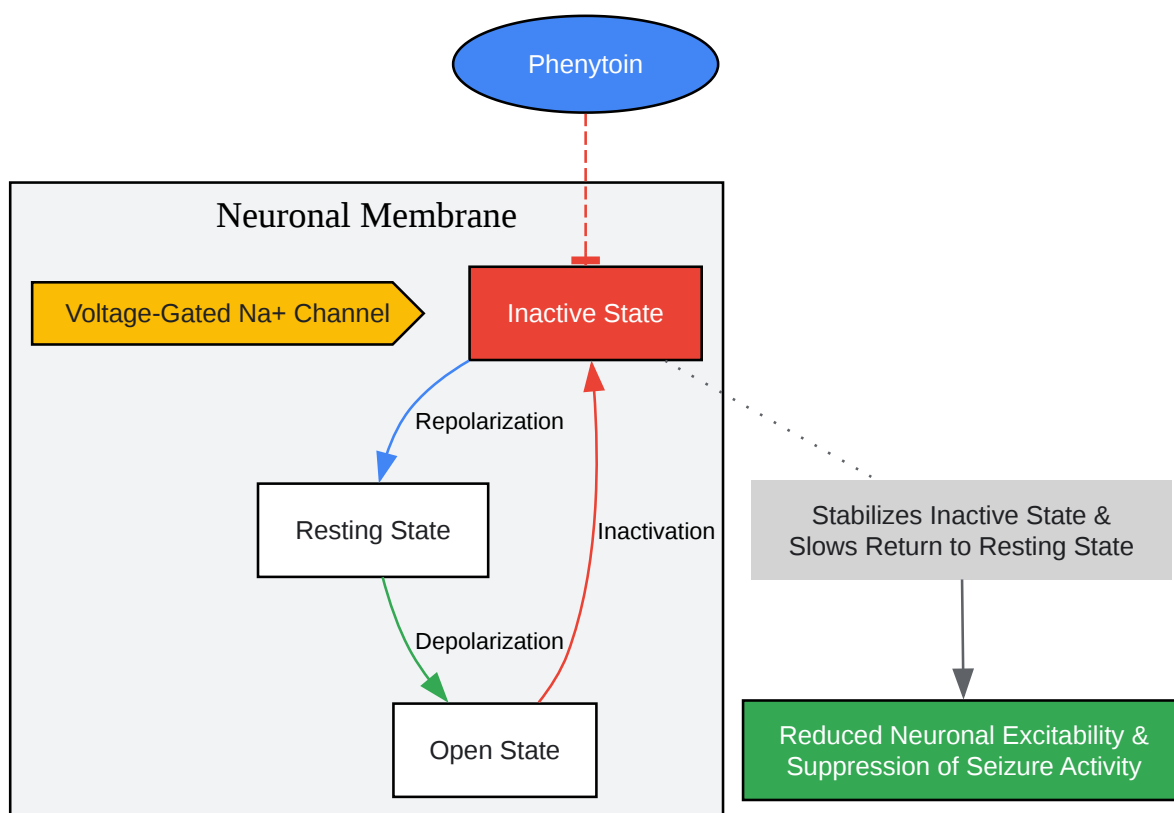 Phenytoin
Neuronal Membrane
Voltage-Gated Na+ Channel
Inactive State
Repolarization
Resting State
Inactivation
Stabilizes Inactive State &
Slows Return to Resting State
Depolarization
Open State
Reduced Neuronal Excitability &
Suppression of Seizure Activity